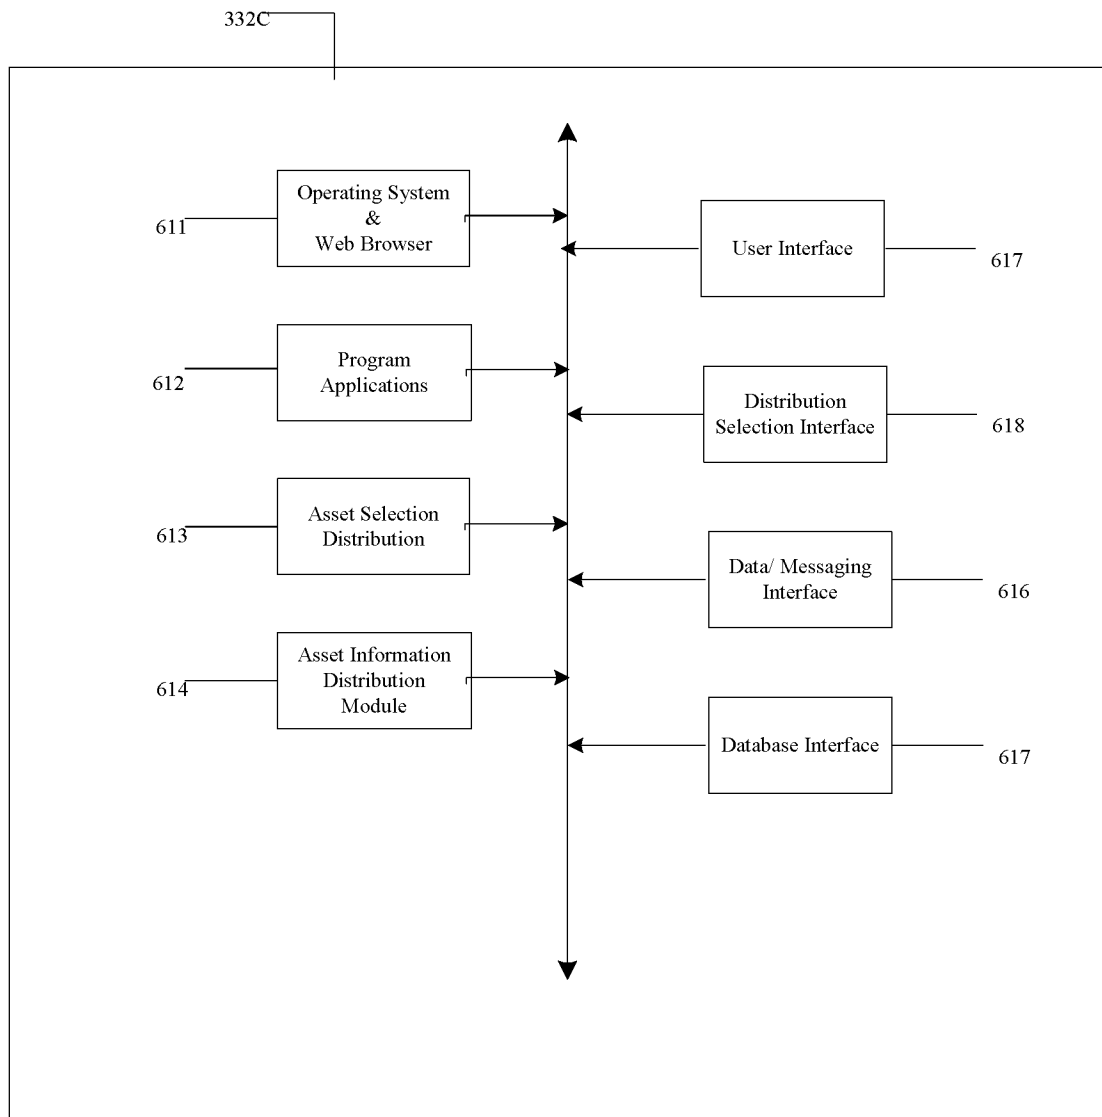 332C
Operating System
&
Web Browser
611
User Interface
617
Program
Applications
612
Distribution
Selection Interface
618
Asset Selection
Distribution
613
Data/ Messaging
Interface
616
Asset Information
Distribution
Module
614
Database Interface
617